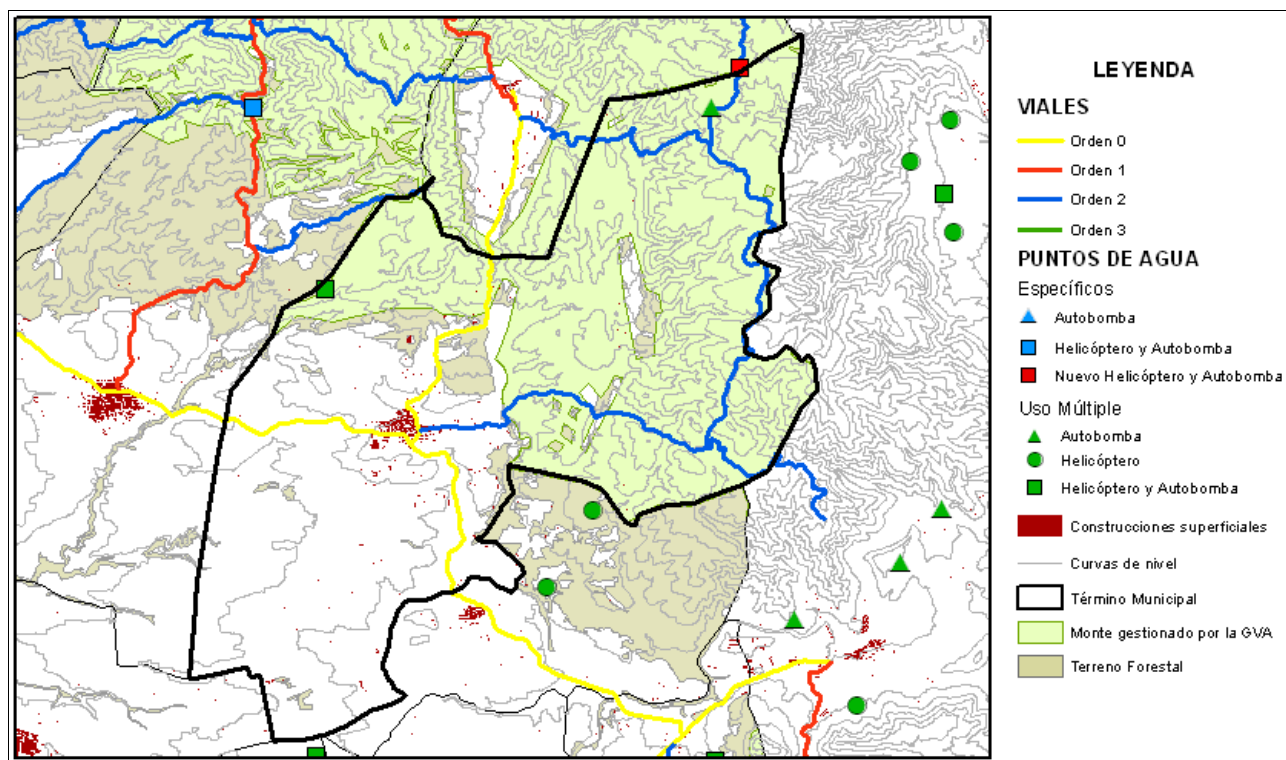 LEYENDA
VIALES
Orden 0
Orden 1
Orden 2
Orden 3
PUNTOS DE AGUA
Específicos
Autobomba
Helicóptero y Autobomba
Nuevo Helicóptero y Autobomba
Uso Múltiple
Autobomba
Helicóptero
Helicóptero y Autobomba
Construcciones superficiales
Curvas de nivel
Término Municipal
Monte gestionado por la GVA
Terreno Forestal